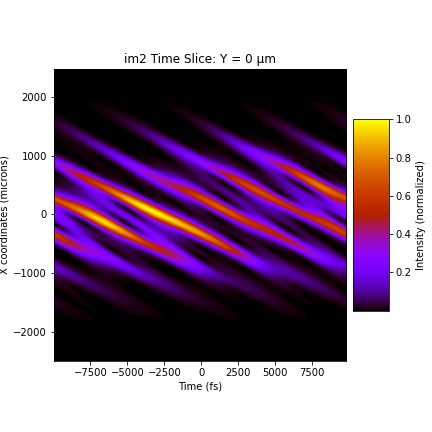 im2 Time Slice: Y = 0 μm
X coordinates (microns)
2000
1000
0
−1000
−2000
−7500 −5000 −2500 0 2500 5000 7500
Time (fs)
1.0
0.8
0.6
0.4
0.2
Intensity (normalized)